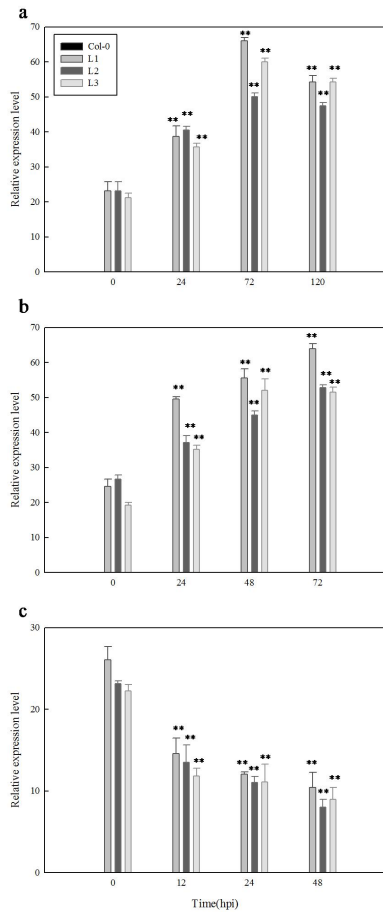 a
Relative expression level
70
60
50
40
30
20
10
0
Col-0
L1
L2
L3
** ** ** ** ** ** ** ** **
0 24 72 120
b
Relative expression level
70
60
50
40
30
20
10
0
** ** ** ** ** ** ** ** **
0 24 48 72
c
Relative expression level
30
20
10
0
** ** ** ** ** ** ** ** **
0 12 24 48
Time(hpi)